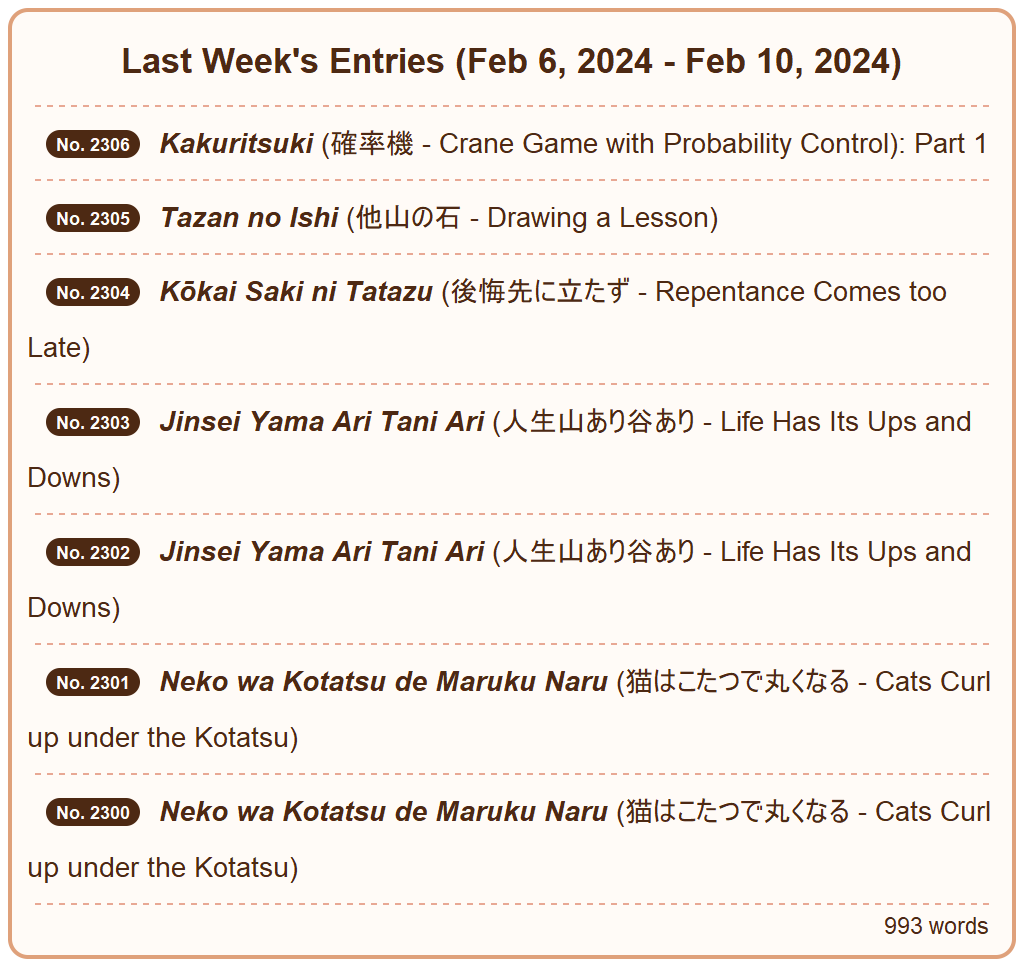 Last Week's Entries (Feb 6, 2024 - Feb 10, 2024)
No. 2306 Kakuritsuki (確率機 - Crane Game with Probability Control): Part 1
No. 2305 Tazan no Ishi (他山の石 - Drawing a Lesson)
No. 2304 Kōkai Saki ni Tatazu (後悔先に立たず - Repentance Comes too
Late)
No. 2303 Jinsei Yama Ari Tani Ari (人生山あり谷あり - Life Has Its Ups and
Downs)
No. 2302 Jinsei Yama Ari Tani Ari (人生山あり谷あり - Life Has Its Ups and
Downs)
No. 2301 Neko wa Kotatsu de Maruku Naru (猫はこたつで丸くなる - Cats Curl
up under the Kotatsu)
No. 2300 Neko wa Kotatsu de Maruku Naru (猫はこたつで丸くなる - Cats Curl
up under the Kotatsu)
993 words